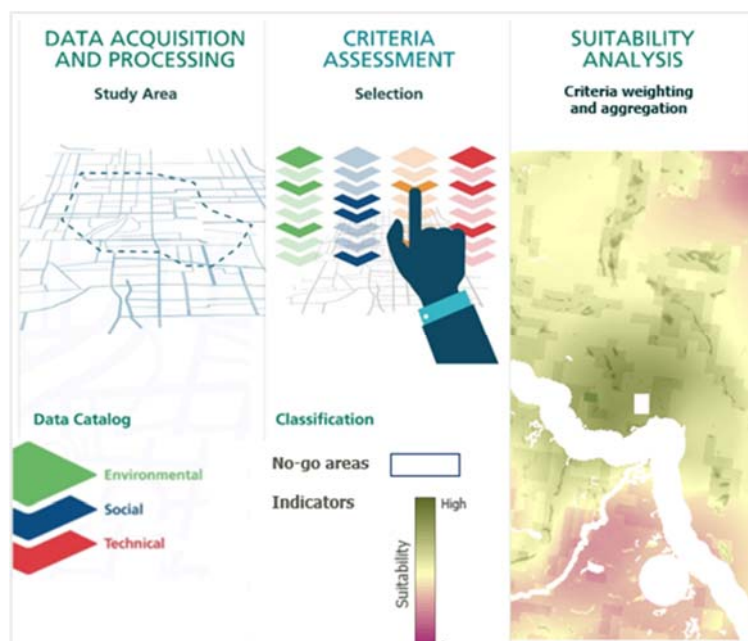 DATA ACQUISITION
AND PROCESSING
Study Area
Data Catalog
Environmental
Social
Technical
CRITERIA
ASSESSMENT
Selection
Classification
No-go areas
Indicators
High
Suitability
SUITABILITY
ANALYSIS
Criteria weighting
and aggregation